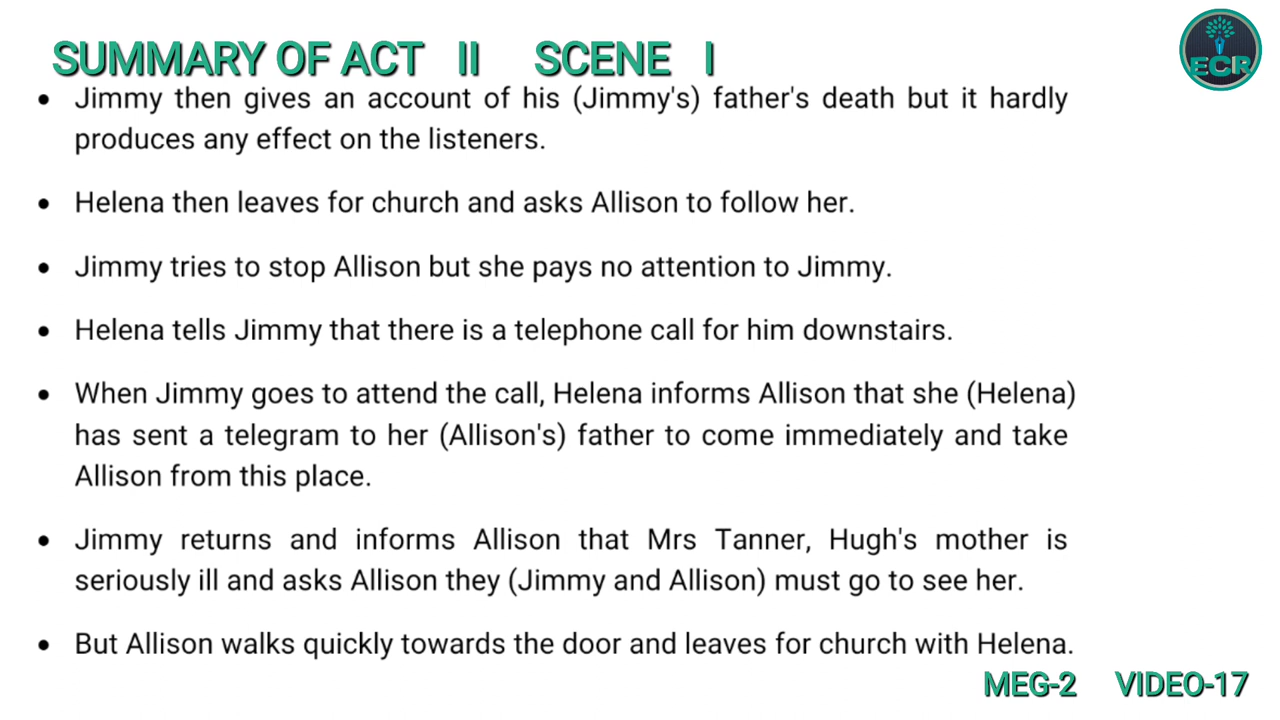 SUMMARY OF ACT II SCENE I
ECR
• Jimmy then gives an account of his (Jimmy's) father's death but it hardly
produces any effect on the listeners.
• Helena then leaves for church and asks Allison to follow her.
• Jimmy tries to stop Allison but she pays no attention to Jimmy.
• Helena tells Jimmy that there is a telephone call for him downstairs.
• When Jimmy goes to attend the call, Helena informs Allison that she (Helena)
has sent a telegram to her (Allison's) father to come immediately and take
Allison from this place.
• Jimmy returns and informs Allison that Mrs Tanner, Hugh's mother is
seriously ill and asks Allison they (Jimmy and Allison) must go to see her.
• But Allison walks quickly towards the door and leaves for church with Helena.
MEG-2 VIDEO-17